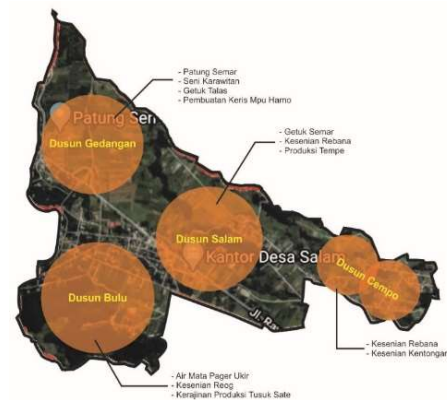 - Patung Semar
- Seni Karawitan
- Getuk Talas
- Pembuatan Keris Mpu Hamo
Patung Seri
Dusun Gedangan
- Getuk Semar
- Kesenian Rebana
- Produksi Tempe
Dusun Salam
Kantor Desa Salam
Dusun Cempo
Dusun Bulu
- Kesenian Rebana
- Kesenian Kentongan
- Air Mata Pager Ukir
- Kesenian Reog
- Kerajinan Produksi Tusuk Sate